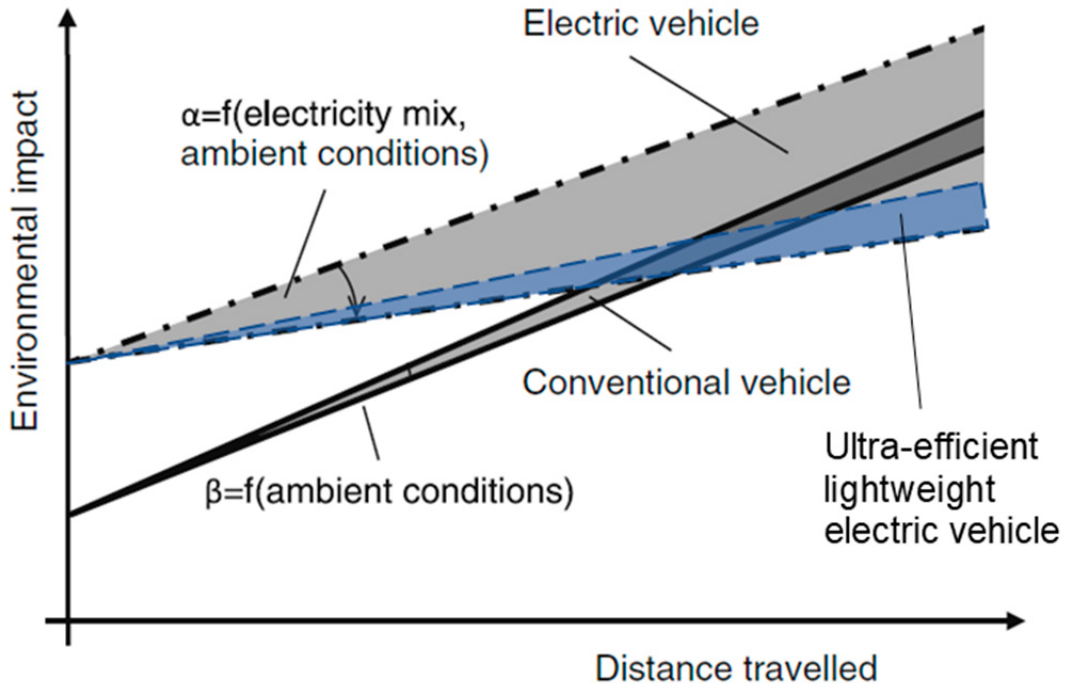 Electric vehicle
α=f(electricity mix,
ambient conditions)
Environmental impact
Conventional vehicle
Ultra-efficient
lightweight
electric vehicle
β=f(ambient conditions)
Distance travelled